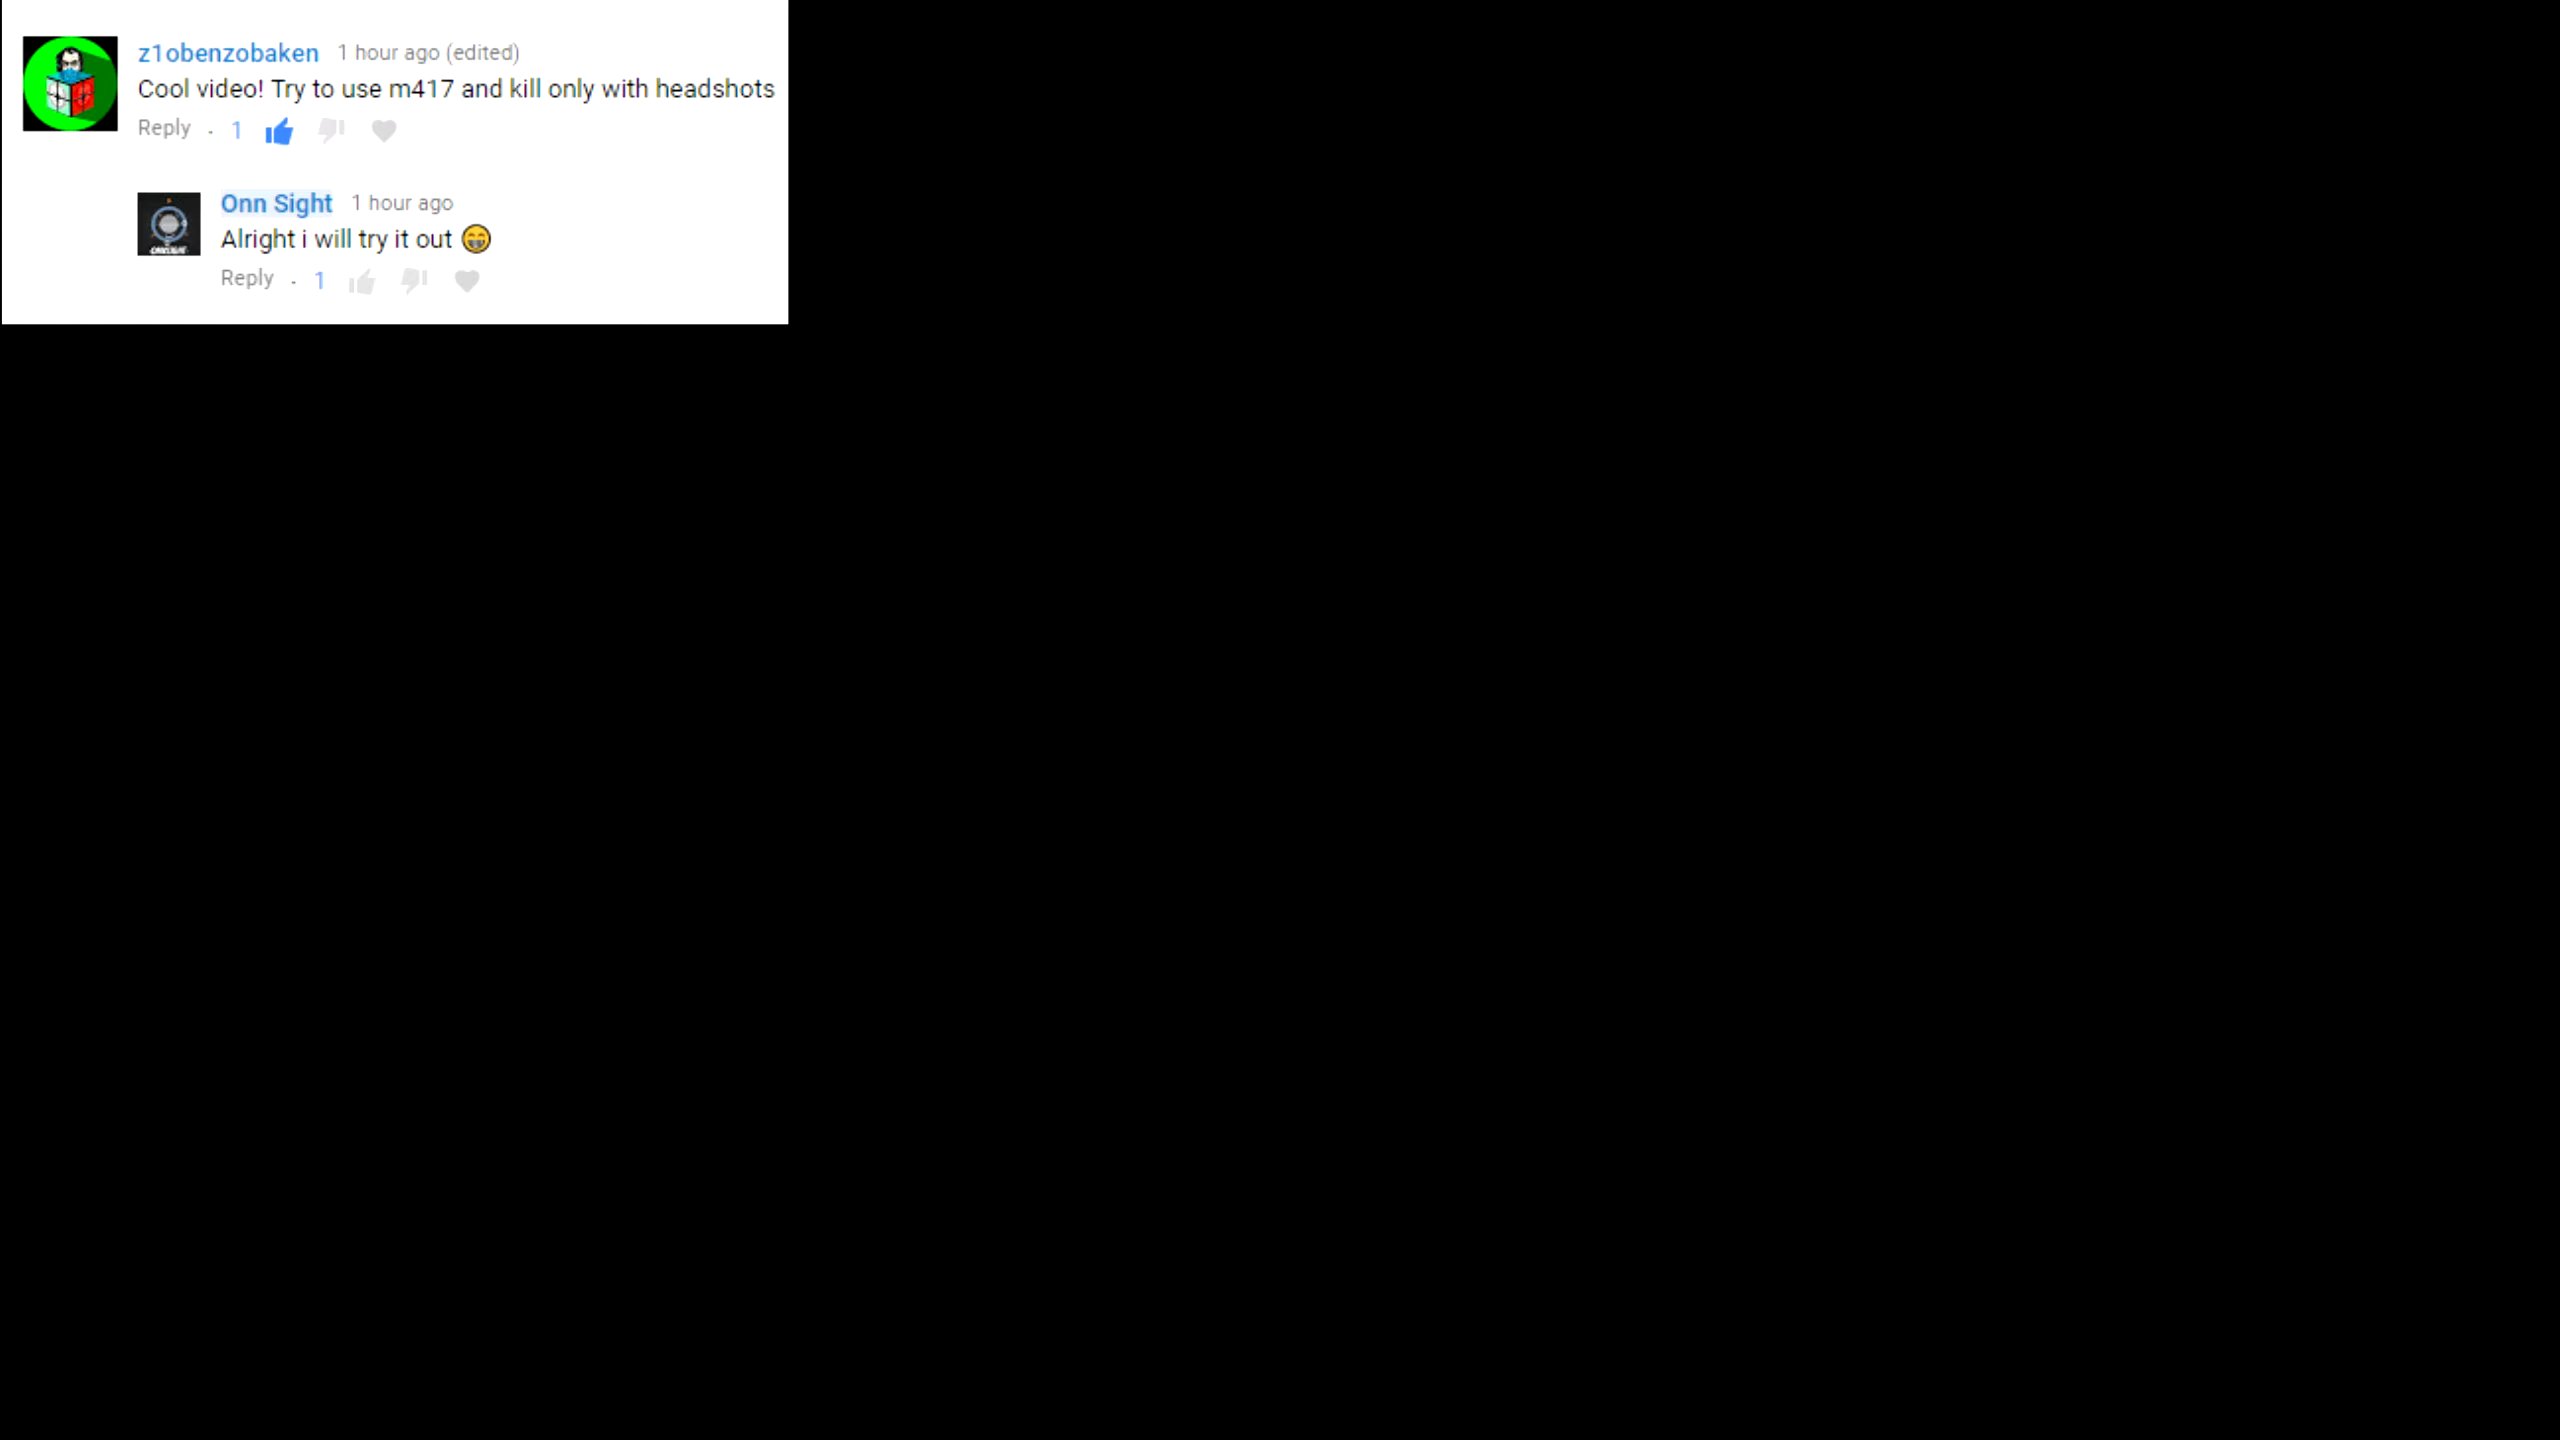 z1obenzobaken 1 hour ago (edited)
Cool video! Try to use m417 and kill only with headshots
Reply . 1
Onn Sight 1 hour ago
Alright i will try it out 😁
Reply . 1